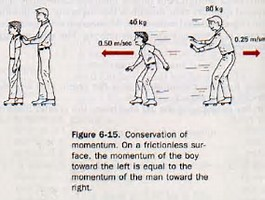 40 kg
80 kg
0.50 m/sec
0.25 m/sec
Figure 6-15. Conservation of
momentum. On a frictionless sur-
face, the momentum of the boy
toward the left is equal to the
momentum of the man toward the
right.